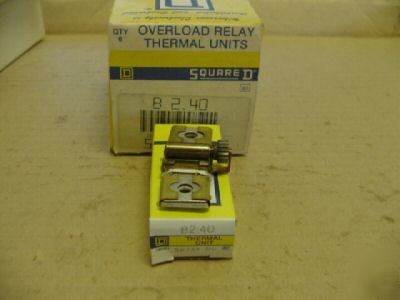 QTY
6
OVERLOAD RELAY
THERMAL UNITS
D
SQUARE D
B 2.40
B2.40
D
THERMAL
UNIT